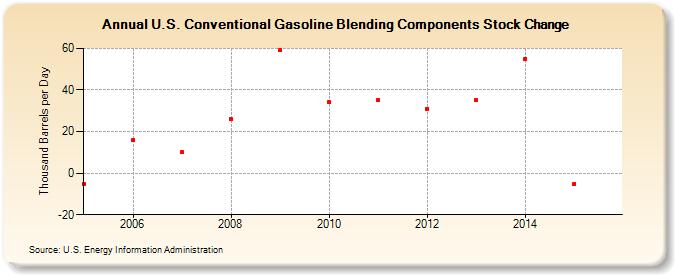 Annual U.S. Conventional Gasoline Blending Components Stock Change
Thousand Barrels per Day
60
40
20
0
-20
2006 2008 2010 2012 2014
Source: U.S. Energy Information Administration